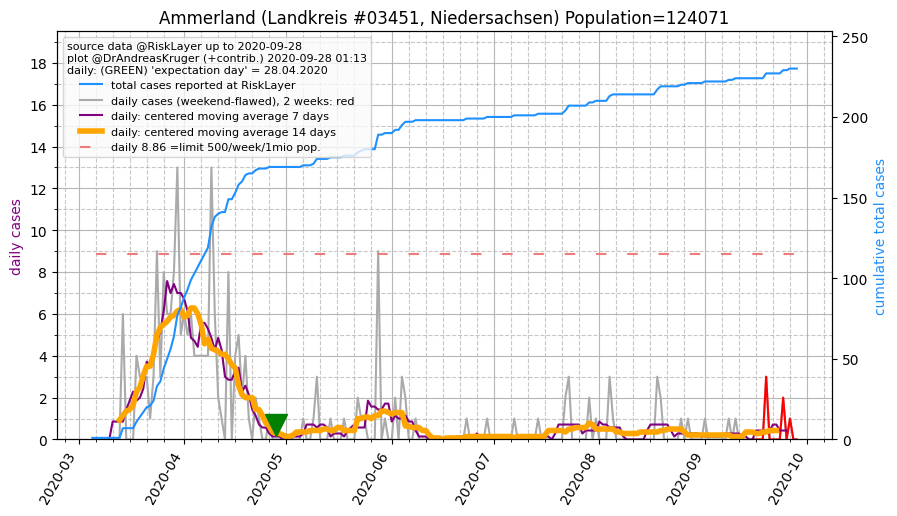 Ammerland (Landkreis #03451, Niedersachsen) Population=124071
source data @RiskLayer up to 2020-09-28
plot @DrAndreasKruger (+contrib.) 2020-09-28 01:13
daily: (GREEN) 'expectation day' = 28.04.2020
total cases reported at RiskLayer
daily cases (weekend-flawed), 2 weeks: red
daily: centered moving average 7 days
daily: centered moving average 14 days
daily 8.86 =limit 500/week/1mio pop.
daily cases
18
16
14
12
10
8
6
4
2
0
250
200
150
100
50
0
cumulative total cases
2020-03
2020-04
2020-05
2020-06
2020-07
2020-08
2020-09
2020-10